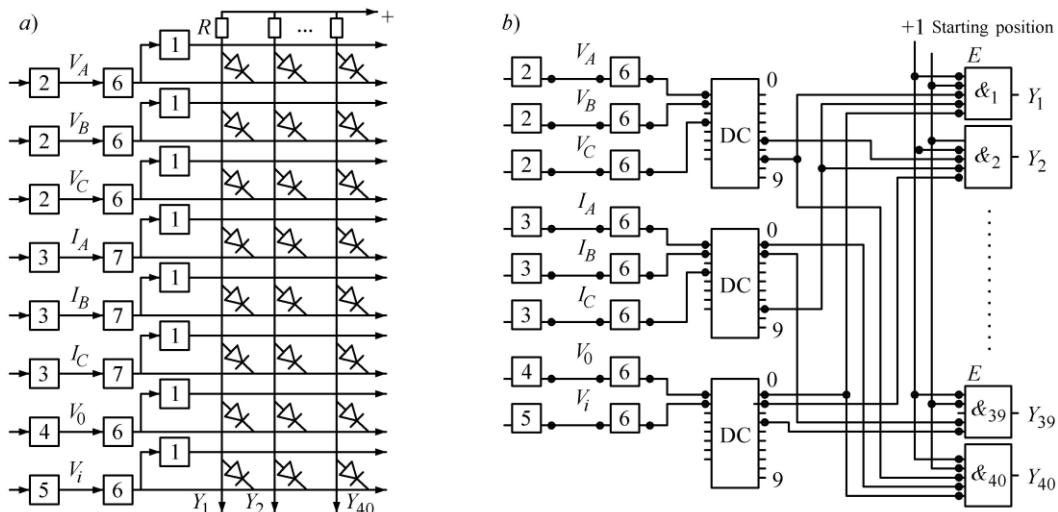 a)
R
...
+
1
2 V_A 6
1
2 V_B 6
1
2 V_C 6
1
3 I_A 7
1
3 I_B 7
1
3 I_C 7
1
4 V_0 6
1
5 V_i 6
Y_1 Y_2 Y_40
b)
+1 Starting position
2 V_A 6
2 V_B 6
2 V_C 6
0
DC
9
E
&_1 Y_1
&_2 Y_2
3 I_A 6
3 I_B 6
3 I_C 6
0
DC
9
4 V_0 6
5 V_i 6
0
DC
9
E
&_39 Y_39
&_40 Y_40